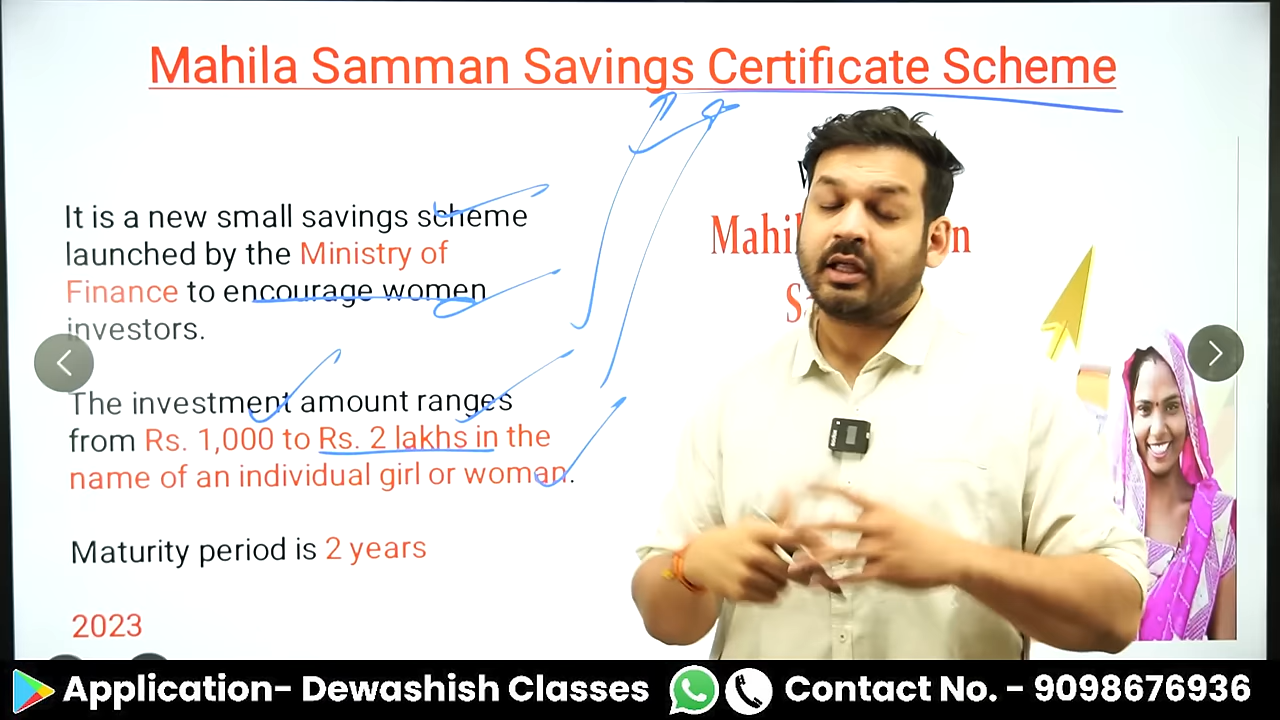 Mahila Samman Savings Certificate Scheme
It is a new small savings scheme
launched by the Ministry of
Finance to encourage women
investors.
The investment amount ranges
from Rs. 1,000 to Rs. 2 lakhs in the
name of an individual girl or woman.
Maturity period is 2 years
2023
Application- Dewashish Classes
Contact No. - 9098676936